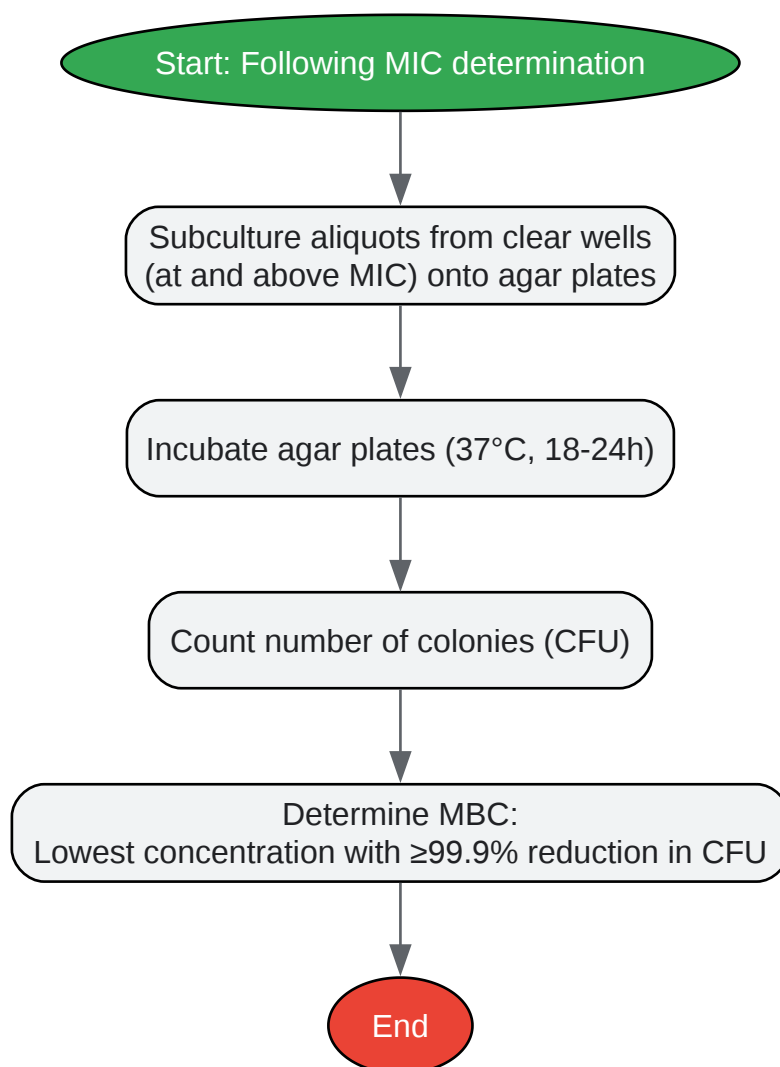 Start: Following MIC determination
Subculture aliquots from clear wells
(at and above MIC) onto agar plates
Incubate agar plates (37°C, 18-24h)
Count number of colonies (CFU)
Determine MBC:
Lowest concentration with ≥99.9% reduction in CFU
End